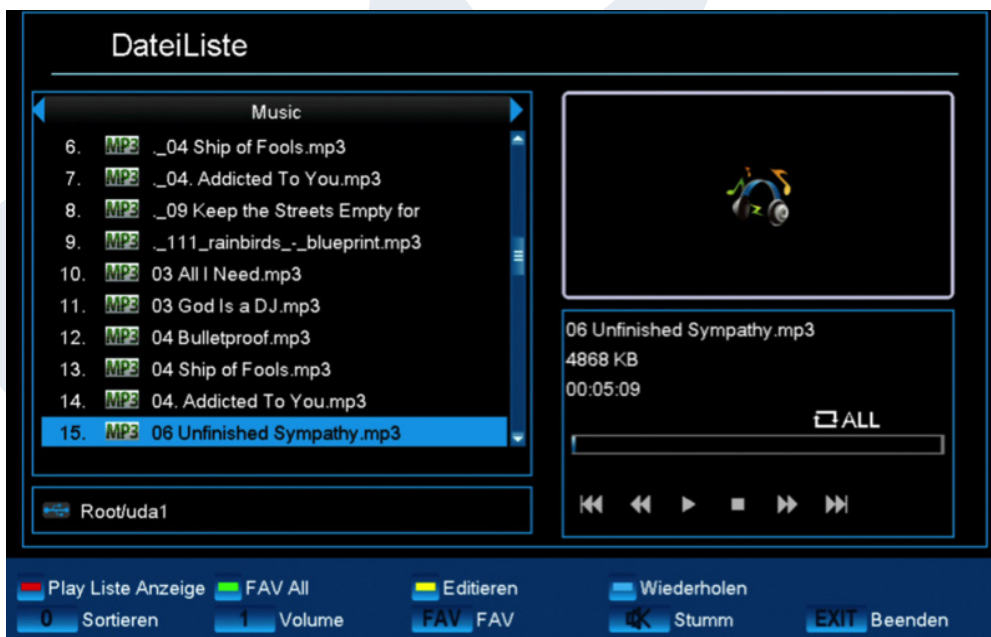 DateiListe
Music
6. MP3 ._04 Ship of Fools.mp3
7. MP3 ._04. Addicted To You.mp3
8. MP3 ._09 Keep the Streets Empty for
9. MP3 ._111_rainbirds_-_blueprint.mp3
10. MP3 03 All I Need.mp3
11. MP3 03 God Is a DJ.mp3
12. MP3 04 Bulletproof.mp3
13. MP3 04 Ship of Fools.mp3
14. MP3 04. Addicted To You.mp3
15. MP3 06 Unfinished Sympathy.mp3
Root/uda1
06 Unfinished Sympathy.mp3
4868 KB
00:05:09
ALL
Play Liste Anzeige FAV All Editieren Wiederholen
0 Sortieren 1 Volume FAV FAV Stumm EXIT Beenden